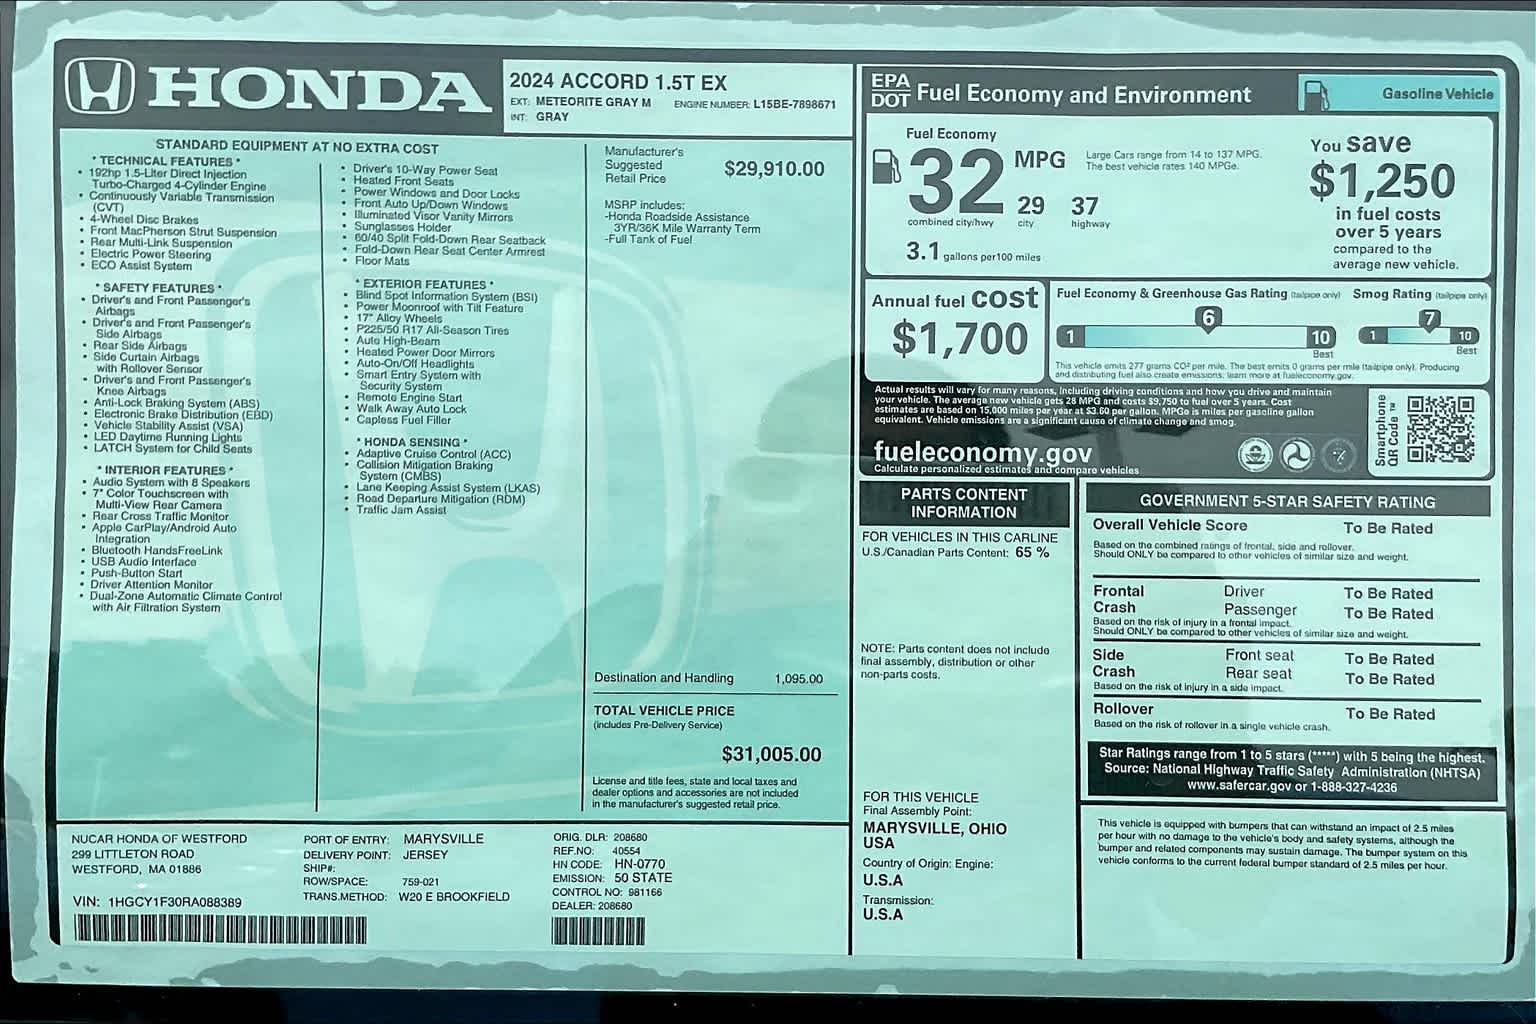 HONDA
2024 ACCORD 1.5T EX
EXT: METEORITE GRAY M ENGINE NUMBER: L15BE-7898671
INT: GRAY
STANDARD EQUIPMENT AT NO EXTRA COST
* TECHNICAL FEATURES *
• 192hp 1.5-Liter Direct Injection
Turbo-Charged 4-Cylinder Engine
• Continuously Variable Transmission
(CVT)
• 4-Wheel Disc Brakes
• Front MacPherson Strut Suspension
• Rear Multi-Link Suspension
• Electric Power Steering
• ECO Assist System
* SAFETY FEATURES *
• Driver's and Front Passenger's
Airbags
• Driver's and Front Passenger's
Side Airbags
• Rear Side Airbags
• Side Curtain Airbags
with Rollover Sensor
• Driver's and Front Passenger's
Knee Airbags
• Anti-Lock Braking System (ABS)
• Electronic Brake Distribution (EBD)
• Vehicle Stability Assist (VSA)
• LED Daytime Running Lights
• LATCH System for Child Seats
* INTERIOR FEATURES *
• Audio System with 8 Speakers
• 7" Color Touchscreen with
Multi-View Rear Camera
• Rear Cross Traffic Monitor
• Apple CarPlay/Android Auto
Integration
• Bluetooth HandsFreeLink
• USB Audio Interface
• Push-Button Start
• Driver Attention Monitor
• Dual-Zone Automatic Climate Control
with Air Filtration System
• Driver's 10-Way Power Seat
• Heated Front Seats
• Power Windows and Door Locks
• Front Auto Up/Down Windows
• Illuminated Visor Vanity Mirrors
• Sunglasses Holder
• 60/40 Split Fold-Down Rear Seatback
• Fold-Down Rear Seat Center Armrest
• Floor Mats
* EXTERIOR FEATURES *
• Blind Spot Information System (BSI)
• Power Moonroof with Tilt Feature
• 17" Alloy Wheels
• P225/50 R17 All-Season Tires
• Auto High-Beam
• Heated Power Door Mirrors
• Auto-On/Off Headlights
• Smart Entry System with
Security System
• Remote Engine Start
• Walk Away Auto Lock
• Capless Fuel Filler
* HONDA SENSING *
• Adaptive Cruise Control (ACC)
• Collision Mitigation Braking
System (CMBS)
• Lane Keeping Assist System (LKAS)
• Road Departure Mitigation (RDM)
• Traffic Jam Assist
Manufacturer's
Suggested
Retail Price $29,910.00
MSRP includes:
-Honda Roadside Assistance
3YR/36K Mile Warranty Term
-Full Tank of Fuel
Destination and Handling 1,095.00
TOTAL VEHICLE PRICE
(includes Pre-Delivery Service)
$31,005.00
License and title fees, state and local taxes and
dealer options and accessories are not included
in the manufacturer's suggested retail price.
NUCAR HONDA OF WESTFORD
299 LITTLETON ROAD
WESTFORD, MA 01886
VIN: 1HGCY1F30RA088389
PORT OF ENTRY: MARYSVILLE
DELIVERY POINT: JERSEY
SHIP#:
ROW/SPACE: 759-021
TRANS.METHOD: W20 E BROOKFIELD
ORIG. DLR: 208680
REF.NO: 40554
HN CODE: HN-0770
EMISSION: 50 STATE
CONTROL NO: 981166
DEALER: 208680
EPA
DOT Fuel Economy and Environment
Gasoline Vehicle
Fuel Economy
32 MPG
combined city/hwy
29
city
37
highway
3.1 gallons per 100 miles
Large Cars range from 14 to 137 MPG.
The best vehicle rates 140 MPGe.
You save
$1,250
in fuel costs
over 5 years
compared to the
average new vehicle.
Annual fuel cost
$1,700
Fuel Economy & Greenhouse Gas Rating (tailpipe only)
1 6 10
Best
Smog Rating (tailpipe only)
1 7 10
Best
This vehicle emits 277 grams CO² per mile. The best emits 0 grams per mile (tailpipe only). Producing
and distributing fuel also create emissions; learn more at fueleconomy.gov.
Actual results will vary for many reasons, including driving conditions and how you drive and maintain
your vehicle. The average new vehicle gets 28 MPG and costs $9,750 to fuel over 5 years. Cost
estimates are based on 15,000 miles per year at $3.60 per gallon. MPGe is miles per gasoline gallon
equivalent. Vehicle emissions are a significant cause of climate change and smog.
fueleconomy.gov
Calculate personalized estimates and compare vehicles
Smartphone
QR Code ™
PARTS CONTENT
INFORMATION
FOR VEHICLES IN THIS CARLINE
U.S./Canadian Parts Content: 65 %
NOTE: Parts content does not include
final assembly, distribution or other
non-parts costs.
FOR THIS VEHICLE
Final Assembly Point:
MARYSVILLE, OHIO
USA
Country of Origin: Engine:
U.S.A
Transmission:
U.S.A
GOVERNMENT 5-STAR SAFETY RATING
Overall Vehicle Score To Be Rated
Based on the combined ratings of frontal, side and rollover.
Should ONLY be compared to other vehicles of similar size and weight.
Frontal Driver To Be Rated
Crash Passenger To Be Rated
Based on the risk of injury in a frontal impact.
Should ONLY be compared to other vehicles of similar size and weight.
Side Front seat To Be Rated
Crash Rear seat To Be Rated
Based on the risk of injury in a side impact.
Rollover To Be Rated
Based on the risk of rollover in a single vehicle crash.
Star Ratings range from 1 to 5 stars (*****) with 5 being the highest.
Source: National Highway Traffic Safety Administration (NHTSA)
www.safercar.gov or 1-888-327-4236
This vehicle is equipped with bumpers that can withstand an impact of 2.5 miles
per hour with no damage to the vehicle's body and safety systems, although the
bumper and related components may sustain damage. The bumper system on this
vehicle conforms to the current federal bumper standard of 2.5 miles per hour.